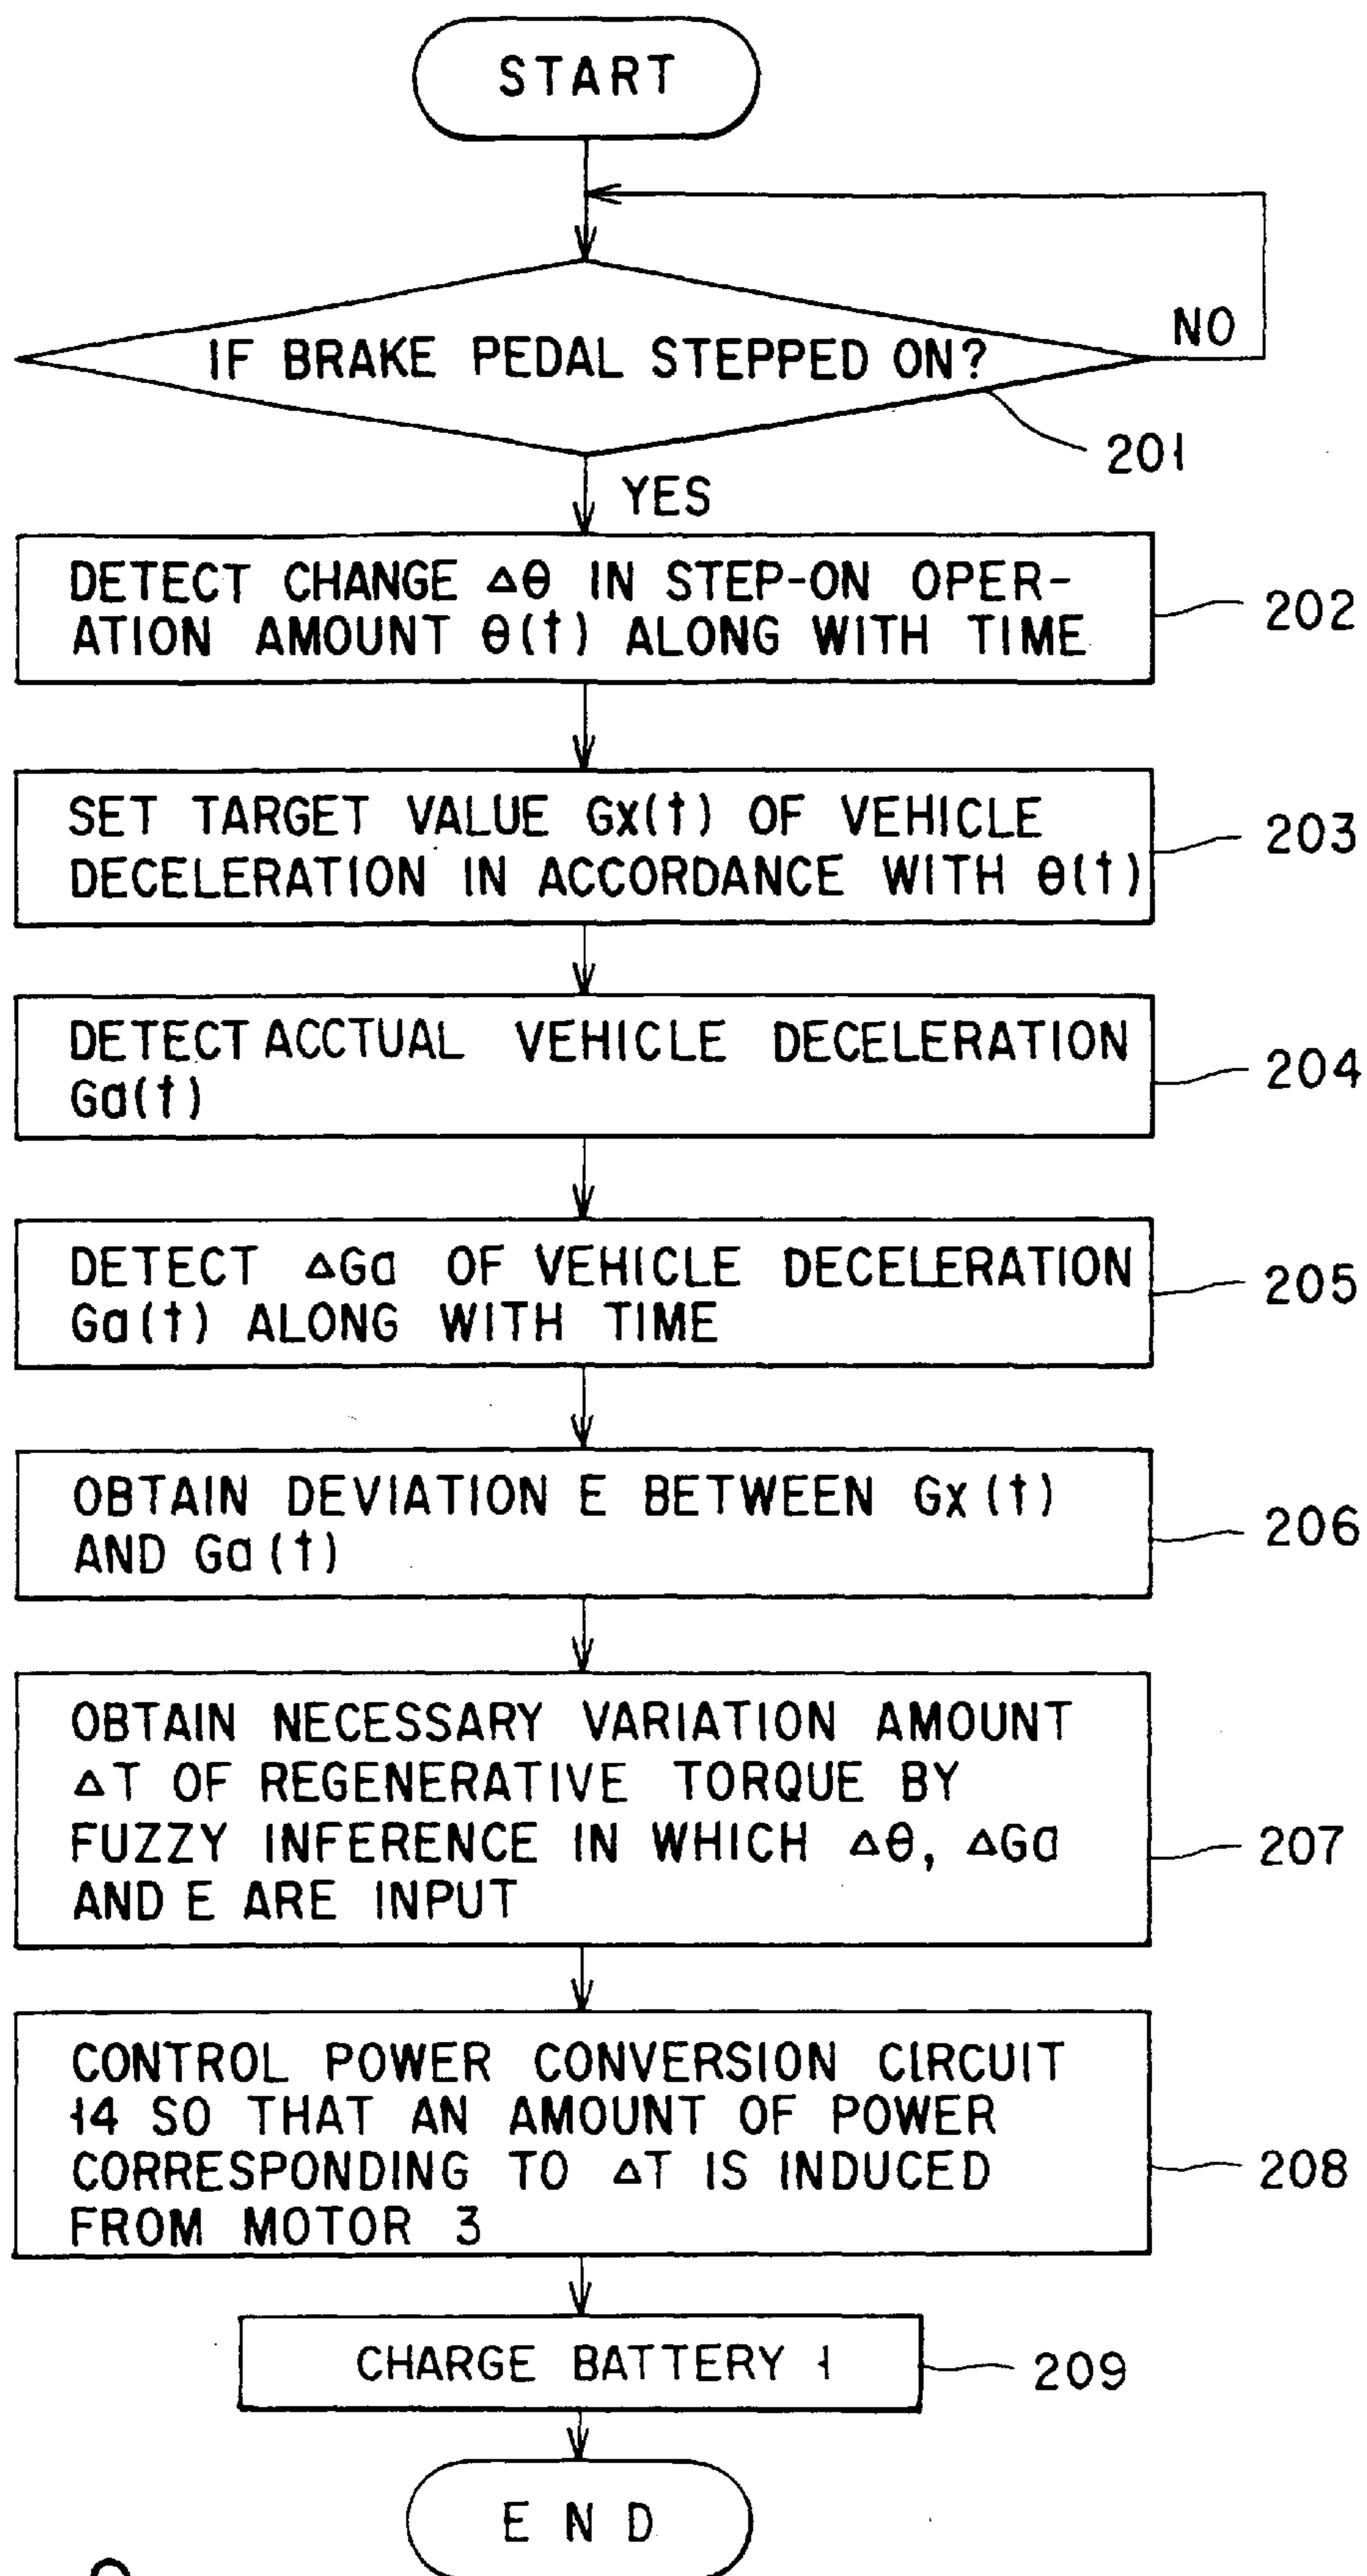 START
NO
IF BRAKE PEDAL STEPPED ON?
201
YES
DETECT CHANGE ΔΘ IN STEP-ON OPER-
ATION AMOUNT Θ(t) ALONG WITH TIME
202
SET TARGET VALUE Gx(t) OF VEHICLE
DECELERATION IN ACCORDANCE WITH Θ(t)
203
DETECT ACCTUAL VEHICLE DECELERATION
Ga(t)
204
DETECT ΔGa OF VEHICLE DECELERATION
Ga(t) ALONG WITH TIME
205
OBTAIN DEVIATION E BETWEEN Gx(t)
AND Ga(t)
206
OBTAIN NECESSARY VARIATION AMOUNT
ΔT OF REGENERATIVE TORQUE BY
FUZZY INFERENCE IN WHICH ΔΘ, ΔGa
AND E ARE INPUT
207
CONTROL POWER CONVERSION CIRCUIT
14 SO THAT AN AMOUNT OF POWER
CORRESPONDING TO ΔT IS INDUCED
FROM MOTOR 3
208
CHARGE BATTERY 1
209
END